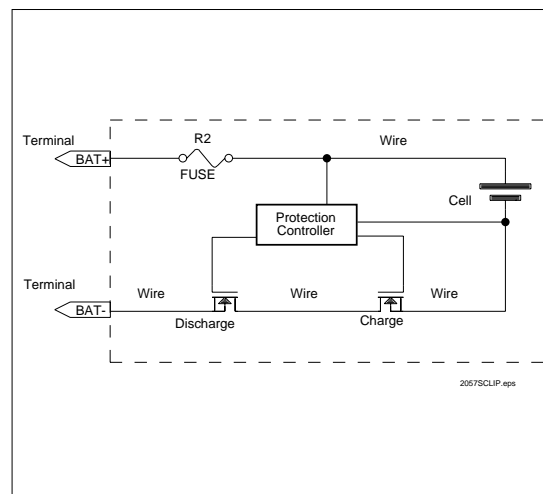 Terminal
R2
Wire
BAT+
FUSE
Cell
Protection
Controller
Terminal
Wire
Wire
Wire
BAT-
Discharge
Charge
2057SCLIP.eps